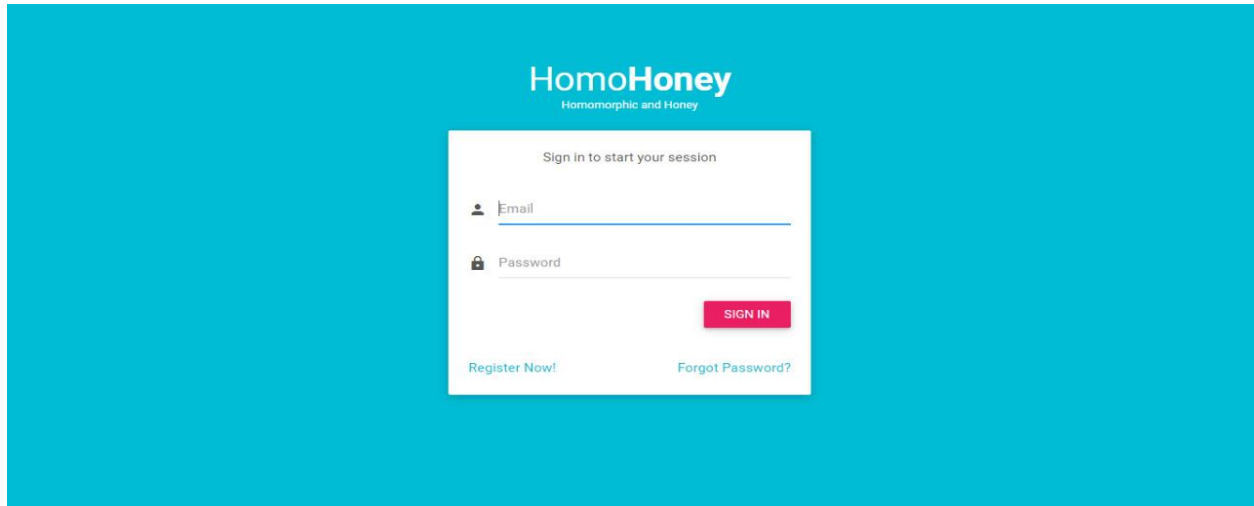 HomoHoney
Homomorphic and Honey
Sign in to start your session
Email
Password
SIGN IN
Register Now! Forgot Password?